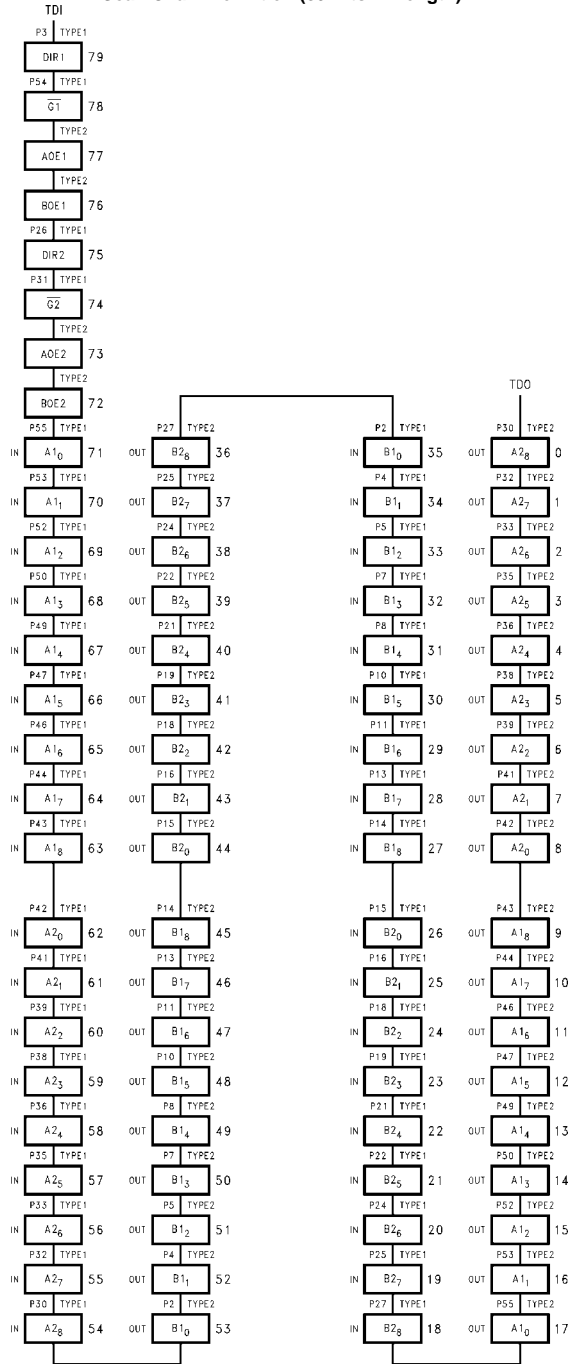 TDI
P3 TYPE1
DIR1 79
P54 TYPE1
G1 78
TYPE2
AOE1 77
TYPE2
BOE1 76
P26 TYPE1
DIR2 75
P31 TYPE1
G2 74
TYPE2
AOE2 73
TYPE2
BOE2 72
P55 TYPE1
IN A1₀ 71
P53 TYPE1
IN A1₁ 70
P52 TYPE1
IN A1₂ 69
P50 TYPE1
IN A1₃ 68
P49 TYPE1
IN A1₄ 67
P47 TYPE1
IN A1₅ 66
P46 TYPE1
IN A1₆ 65
P44 TYPE1
IN A1₇ 64
P43 TYPE1
IN A1₈ 63
P42 TYPE1
IN A2₀ 62
P41 TYPE1
IN A2₁ 61
P39 TYPE1
IN A2₂ 60
P38 TYPE1
IN A2₃ 59
P36 TYPE1
IN A2₄ 58
P35 TYPE1
IN A2₅ 57
P33 TYPE1
IN A2₆ 56
P32 TYPE1
IN A2₇ 55
P30 TYPE1
IN A2₈ 54
P27 TYPE2
OUT B2₈ 36
P25 TYPE2
OUT B2₇ 37
P24 TYPE2
OUT B2₆ 38
P22 TYPE2
OUT B2₅ 39
P21 TYPE2
OUT B2₄ 40
P19 TYPE2
OUT B2₃ 41
P18 TYPE2
OUT B2₂ 42
P16 TYPE2
OUT B2₁ 43
P15 TYPE2
OUT B2₀ 44
P14 TYPE2
OUT B1₈ 45
P13 TYPE2
OUT B1₇ 46
P11 TYPE2
OUT B1₆ 47
P10 TYPE2
OUT B1₅ 48
P8 TYPE2
OUT B1₄ 49
P7 TYPE2
OUT B1₃ 50
P5 TYPE2
OUT B1₂ 51
P4 TYPE2
OUT B1₁ 52
P2 TYPE2
OUT B1₀ 53
P2 TYPE1
IN B1₀ 35
P4 TYPE1
IN B1₁ 34
P5 TYPE1
IN B1₂ 33
P7 TYPE1
IN B1₃ 32
P8 TYPE1
IN B1₄ 31
P10 TYPE1
IN B1₅ 30
P11 TYPE1
IN B1₆ 29
P13 TYPE1
IN B1₇ 28
P14 TYPE1
IN B1₈ 27
P15 TYPE1
IN B2₀ 26
P16 TYPE1
IN B2₁ 25
P18 TYPE1
IN B2₂ 24
P19 TYPE1
IN B2₃ 23
P21 TYPE1
IN B2₄ 22
P22 TYPE1
IN B2₅ 21
P24 TYPE1
IN B2₆ 20
P25 TYPE1
IN B2₇ 19
P27 TYPE1
IN B2₈ 18
TDO
P30 TYPE2
OUT A2₈ 0
P32 TYPE2
OUT A2₇ 1
P33 TYPE2
OUT A2₆ 2
P35 TYPE2
OUT A2₅ 3
P36 TYPE2
OUT A2₄ 4
P38 TYPE2
OUT A2₃ 5
P39 TYPE2
OUT A2₂ 6
P41 TYPE2
OUT A2₁ 7
P42 TYPE2
OUT A2₀ 8
P43 TYPE2
OUT A1₈ 9
P44 TYPE2
OUT A1₇ 10
P46 TYPE2
OUT A1₆ 11
P47 TYPE2
OUT A1₅ 12
P49 TYPE2
OUT A1₄ 13
P50 TYPE2
OUT A1₃ 14
P52 TYPE2
OUT A1₂ 15
P53 TYPE2
OUT A1₁ 16
P55 TYPE2
OUT A1₀ 17